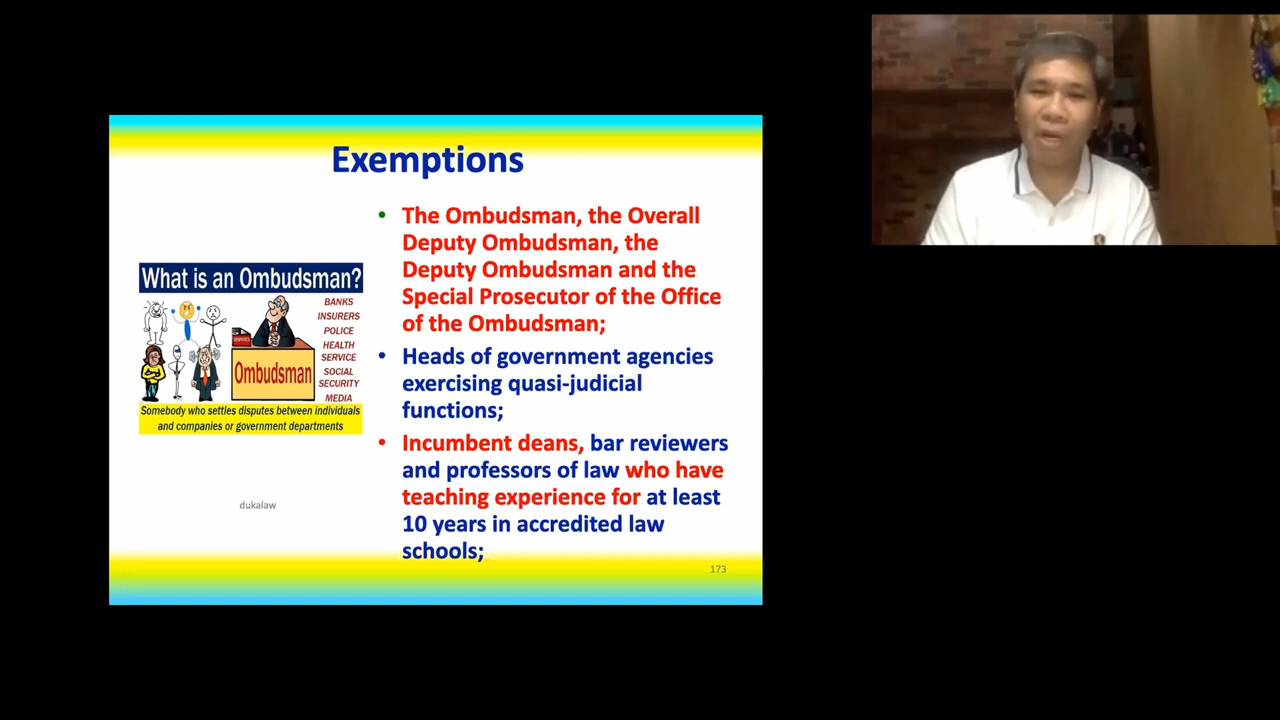 Exemptions
What is an Ombudsman?
BANKS
INSURERS
POLICE
HEALTH
SERVICE
SOCIAL
SECURITY
MEDIA
Ombudsman
Somebody who settles disputes between individuals
and companies or government departments
• The Ombudsman, the Overall
Deputy Ombudsman, the
Deputy Ombudsman and the
Special Prosecutor of the Office
of the Ombudsman;
• Heads of government agencies
exercising quasi-judicial
functions;
• Incumbent deans, bar reviewers
and professors of law who have
teaching experience for at least
10 years in accredited law
schools;
dukalaw
173